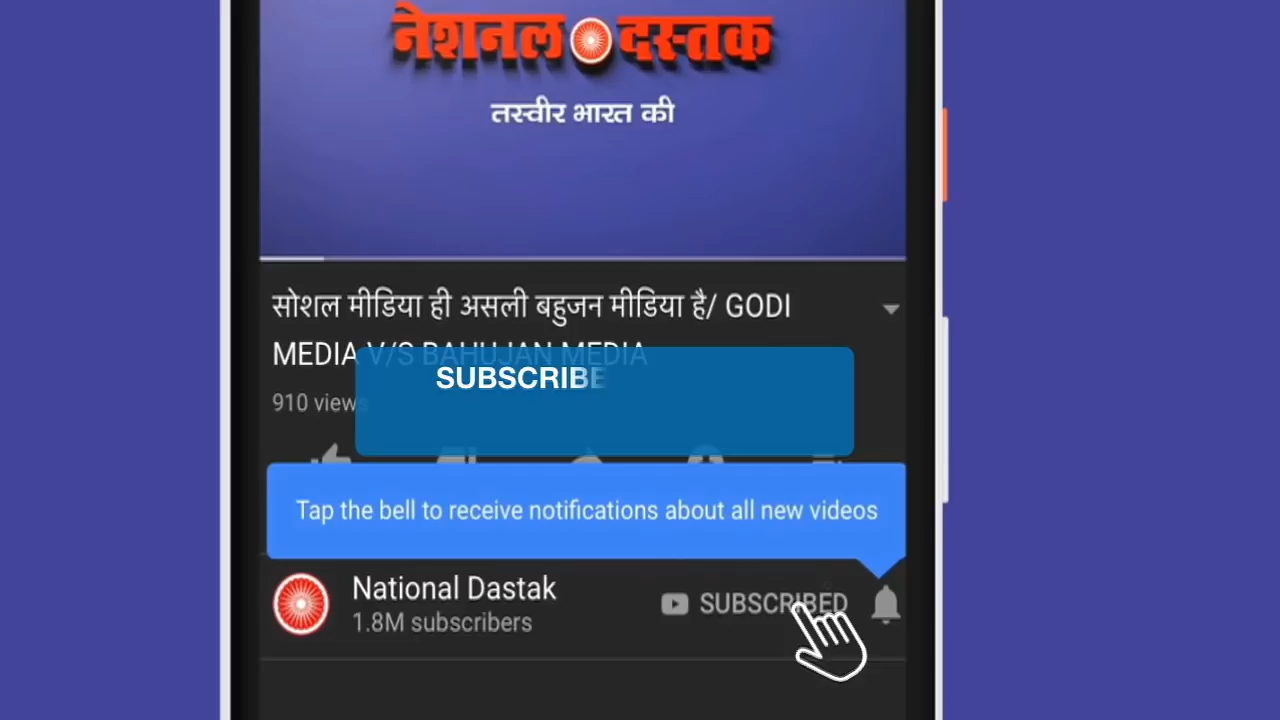 नेशनल दस्तक
तस्वीर भारत की
सोशल मीडिया ही असली बहुजन मीडिया है/ GODI
MEDIA V/S BAHUJAN MEDIA
SUBSCRIBE
910 views
Tap the bell to receive notifications about all new videos
National Dastak
SUBSCRIBED
1.8M subscribers